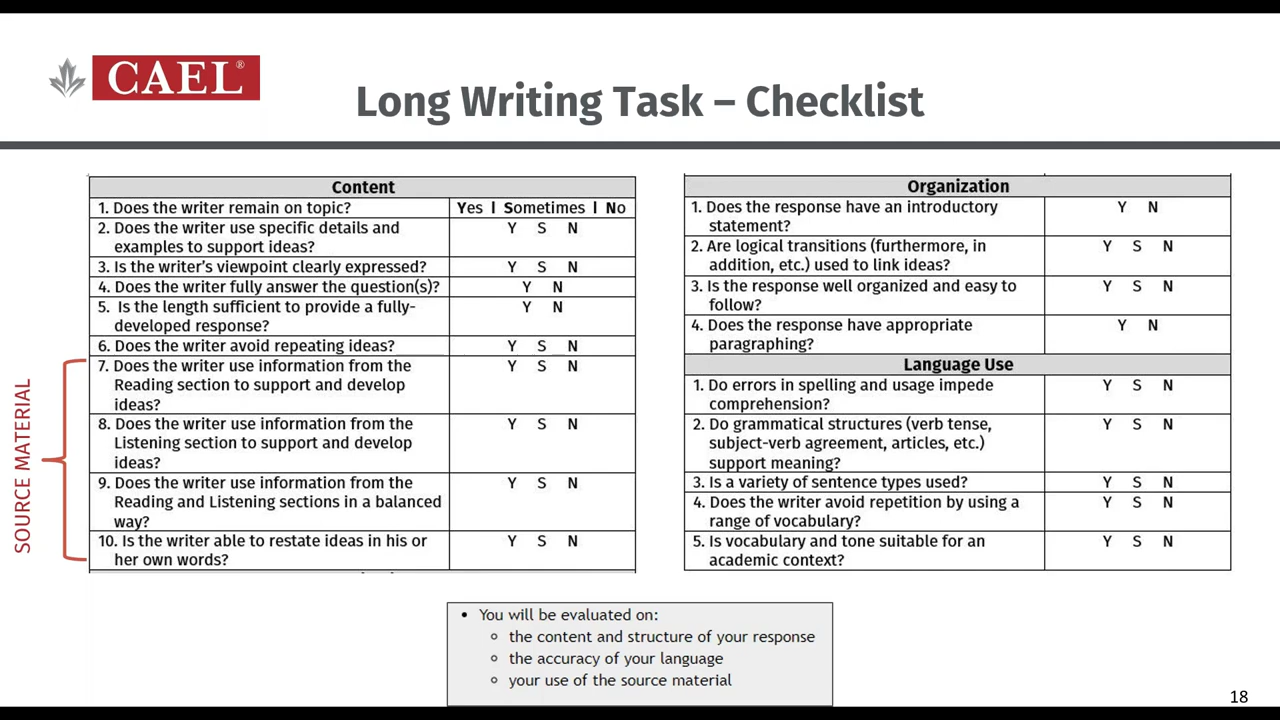 CAEL®
Long Writing Task – Checklist
SOURCE MATERIAL
Content
1. Does the writer remain on topic? Yes | Sometimes | No
2. Does the writer use specific details and Y S N
examples to support ideas?
3. Is the writer's viewpoint clearly expressed? Y S N
4. Does the writer fully answer the question(s)? Y N
5. Is the length sufficient to provide a fully- Y N
developed response?
6. Does the writer avoid repeating ideas? Y S N
7. Does the writer use information from the Y S N
Reading section to support and develop
ideas?
8. Does the writer use information from the Y S N
Listening section to support and develop
ideas?
9. Does the writer use information from the Y S N
Reading and Listening sections in a balanced
way?
10. Is the writer able to restate ideas in his or Y S N
her own words?
Organization
1. Does the response have an introductory Y N
statement?
2. Are logical transitions (furthermore, in Y S N
addition, etc.) used to link ideas?
3. Is the response well organized and easy to Y S N
follow?
4. Does the response have appropriate Y N
paragraphing?
Language Use
1. Do errors in spelling and usage impede Y S N
comprehension?
2. Do grammatical structures (verb tense, Y S N
subject-verb agreement, articles, etc.)
support meaning?
3. Is a variety of sentence types used? Y S N
4. Does the writer avoid repetition by using a Y S N
range of vocabulary?
5. Is vocabulary and tone suitable for an Y S N
academic context?
• You will be evaluated on:
○ the content and structure of your response
○ the accuracy of your language
○ your use of the source material
18